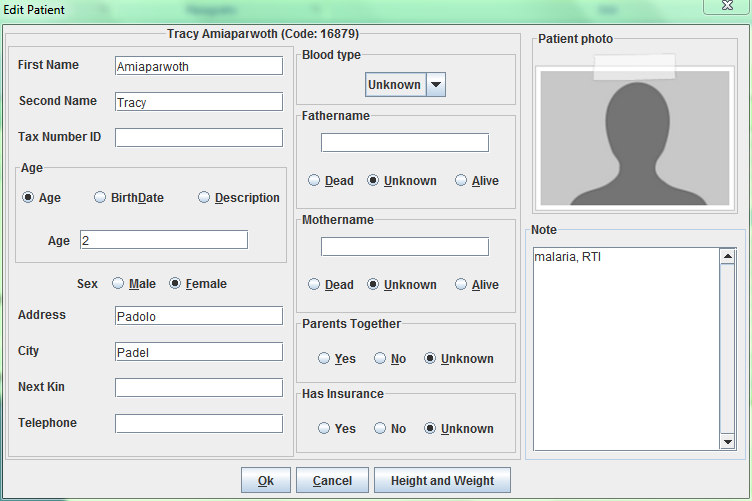 Edit Patient
Tracy Amiaparwoth (Code: 16879)
First Name
Amiaparwoth
Second Name
Tracy
Tax Number ID
Age
Age
BirthDate
Description
Age
2
Sex
Male
Female
Address
Padolo
City
Padel
Next Kin
Telephone
Blood type
Unknown
Fathername
Dead
Unknown
Alive
Mothername
Dead
Unknown
Alive
Parents Together
Yes
No
Unknown
Has Insurance
Yes
No
Unknown
Patient photo
Note
malaria, RTI
Ok
Cancel
Height and Weight